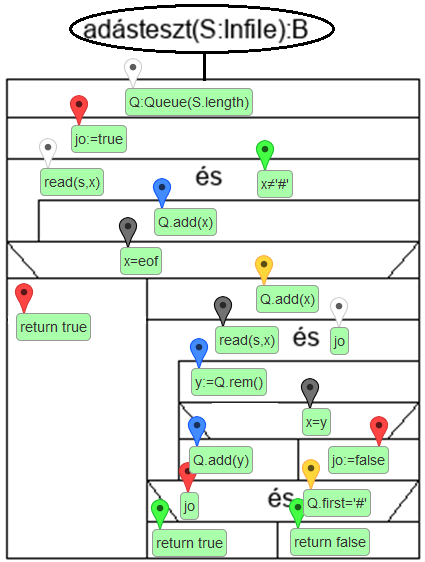 adásteszt(S:Infile):B
Q:Queue(S.length)
jo:=true
read(s,x) és x≠'#'
Q.add(x)
x=eof
Q.add(x)
return true
read(s,x) és jo
y:=Q.rem()
x=y
Q.add(y) jo:=false
jo és Q.first='#'
return true return false